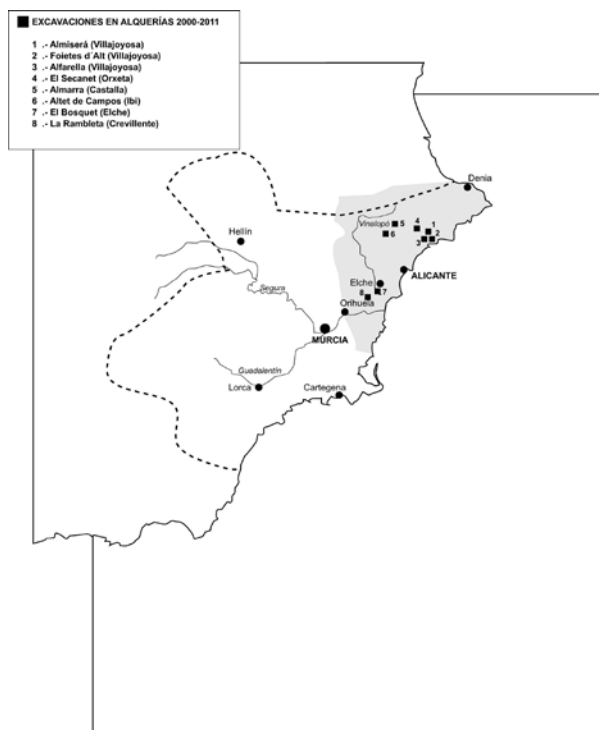 EXCAVACIONES EN ALQUERÍAS 2000-2011
1 .- Almiserá (Villajoyosa)
2 .- Foietes d´Alt (Villajoyosa)
3 .- Alfarella (Villajoyosa)
4 .- El Secanet (Orxeta)
5 .- Almarra (Castalla)
6 .- Altet de Campos (Ibi)
7 .- El Bosquet (Elche)
8 .- La Rambleta (Crevillente)
Denia
Vinalopó
5
4
1
6
3
2
Hellín
ALICANTE
Elche
Segura
8
7
Orihuela
MURCIA
Guadalentín
Lorca
Cartegena